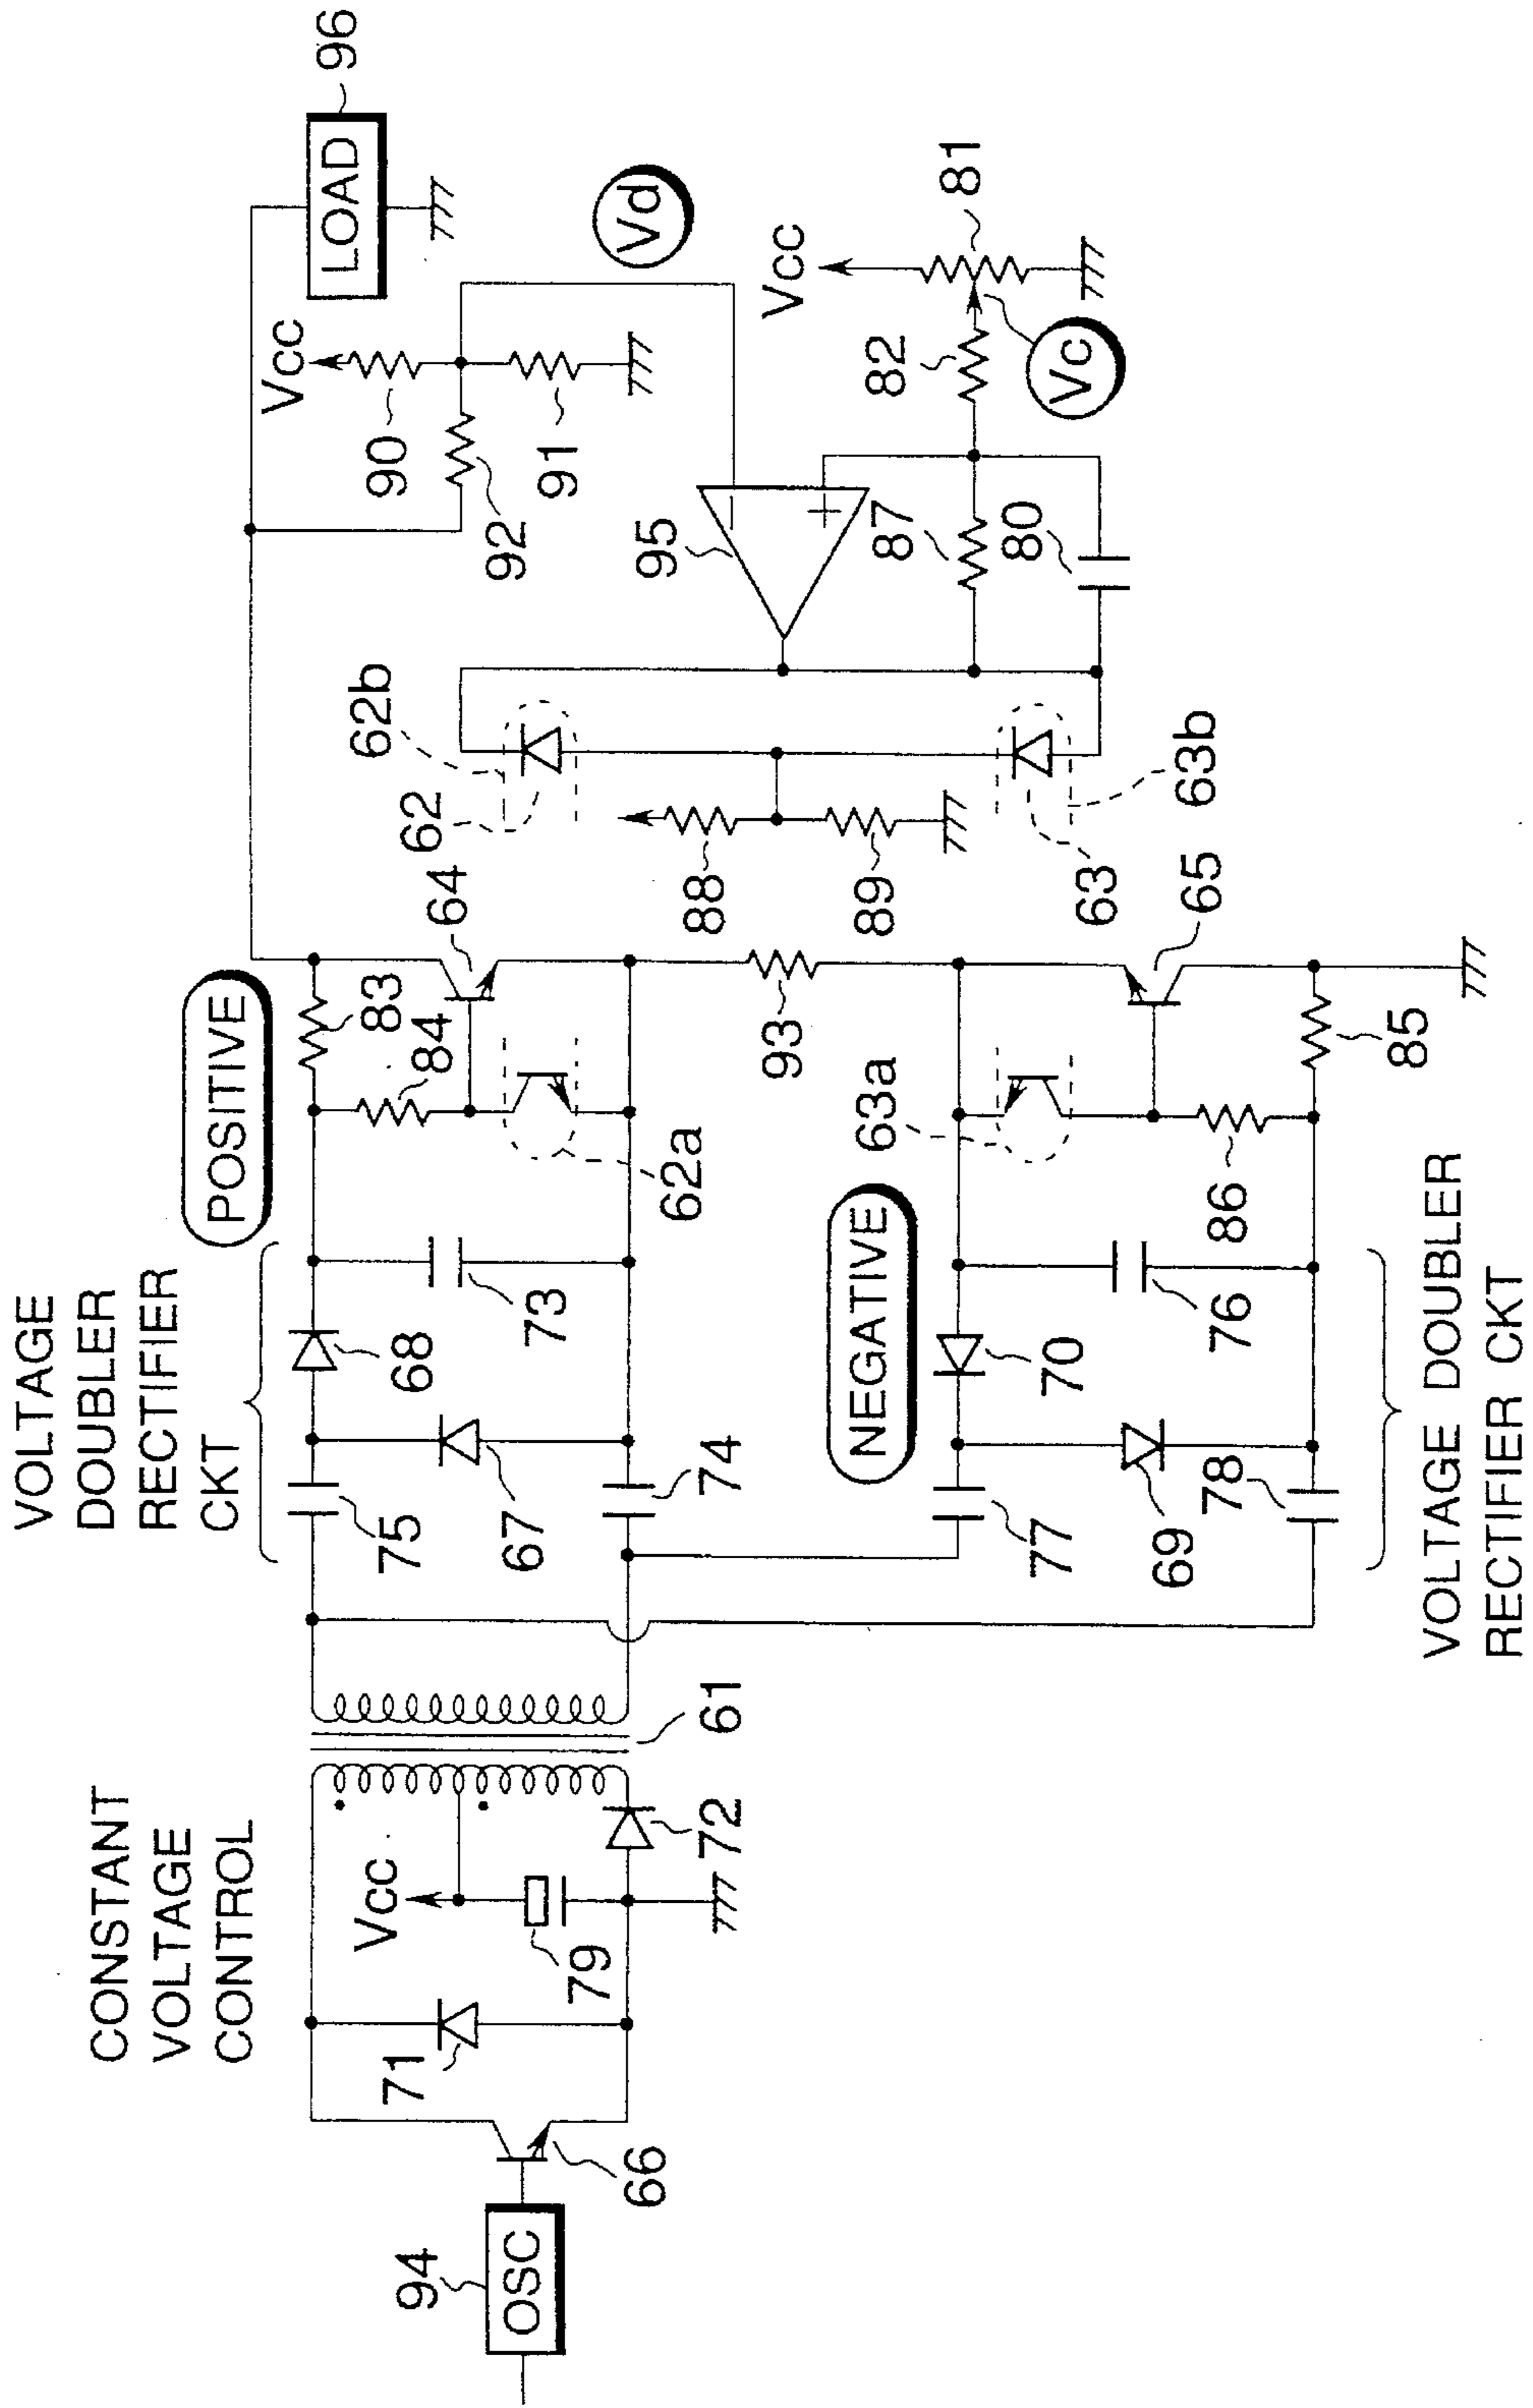 CONSTANT
VOLTAGE
CONTROL
VOLTAGE
DOUBLER
RECTIFIER
CKT
POSITIVE
NEGATIVE
VOLTAGE DOUBLER
RECTIFIER CKT
94
OSC
66
71
Vcc
79
72
61
75
67
74
68
73
77
69
78
70
76
83
84
62a
64
93
63a
86
85
65
62
62b
88
89
63
63b
95
87
80
82
Vc
Vcc
81
Vd
92
90
91
Vcc
LOAD
96
−
+